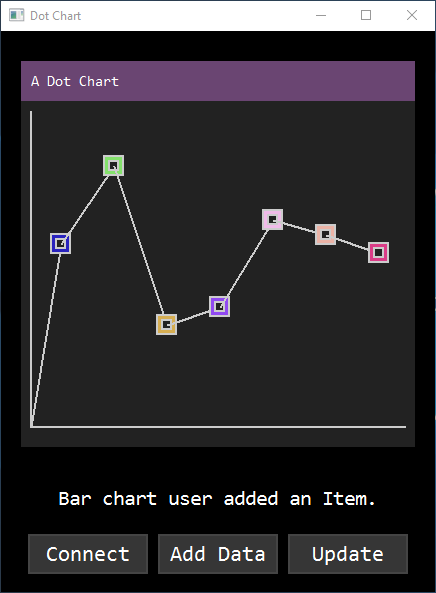 Dot Chart
A Dot Chart
Bar chart user added an Item.
Connect Add Data Update